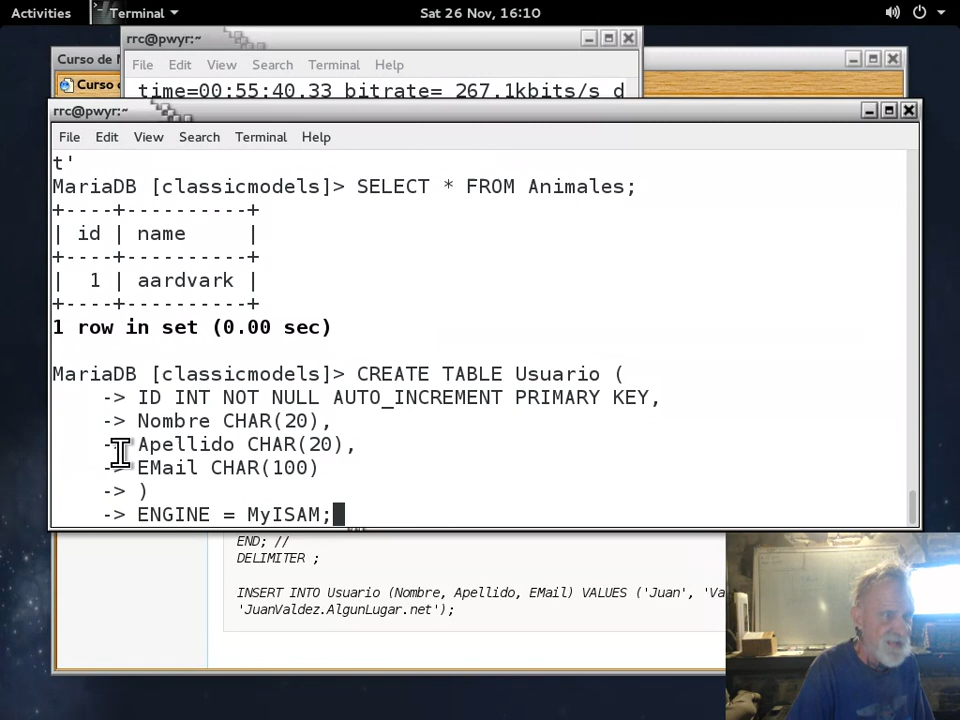 Activities Terminal Sat 26 Nov, 16:10
rrc@pwyr:~
Curso de
File Edit View Search Terminal Help
Curso
time=00:55:40.33 bitrate= 267.1kbits/s d
rrc@pwyr:~
File Edit View Search Terminal Help
t'
MariaDB [classicmodels]> SELECT * FROM Animales;
+----+----------+
| id | name     |
+----+----------+
|  1 | aardvark |
+----+----------+
1 row in set (0.00 sec)
MariaDB [classicmodels]> CREATE TABLE Usuario (
-> ID INT NOT NULL AUTO_INCREMENT PRIMARY KEY,
-> Nombre CHAR(20),
-> Apellido CHAR(20),
-> EMail CHAR(100)
-> )
-> ENGINE = MyISAM;
END; //
DELIMITER ;
INSERT INTO Usuario (Nombre, Apellido, EMail) VALUES ('Juan',
'JuanValdez.AlgunLugar.net');